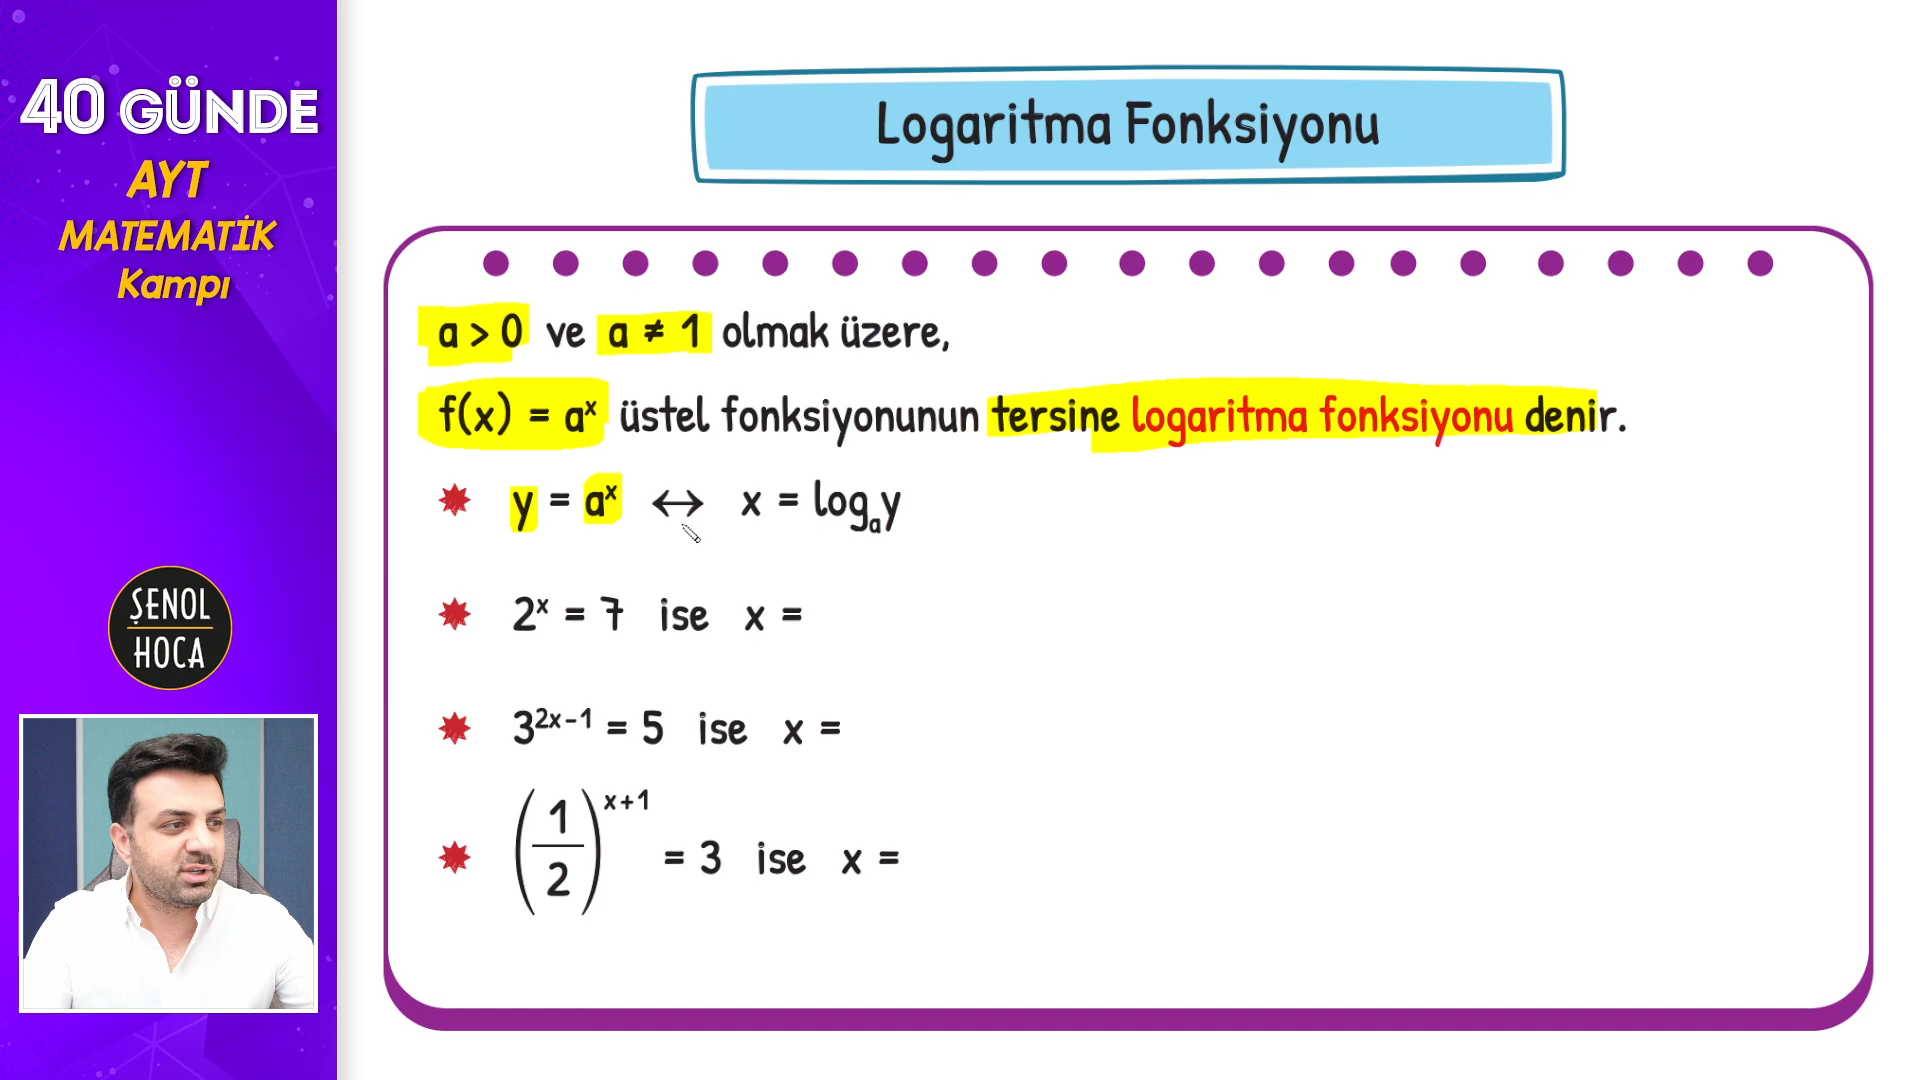 40 GÜNDE
AYT
MATEMATİK
Kampı
ŞENOL
HOCA
Logaritma Fonksiyonu
a > 0 ve a ≠ 1 olmak üzere,
f(x) = aˣ üstel fonksiyonunun tersine logaritma fonksiyonu denir.
y = aˣ ↔ x = logₐy
2ˣ = 7 ise x =
3²ˣ⁻¹ = 5 ise x =
(1/2)ˣ⁺¹ = 3 ise x =